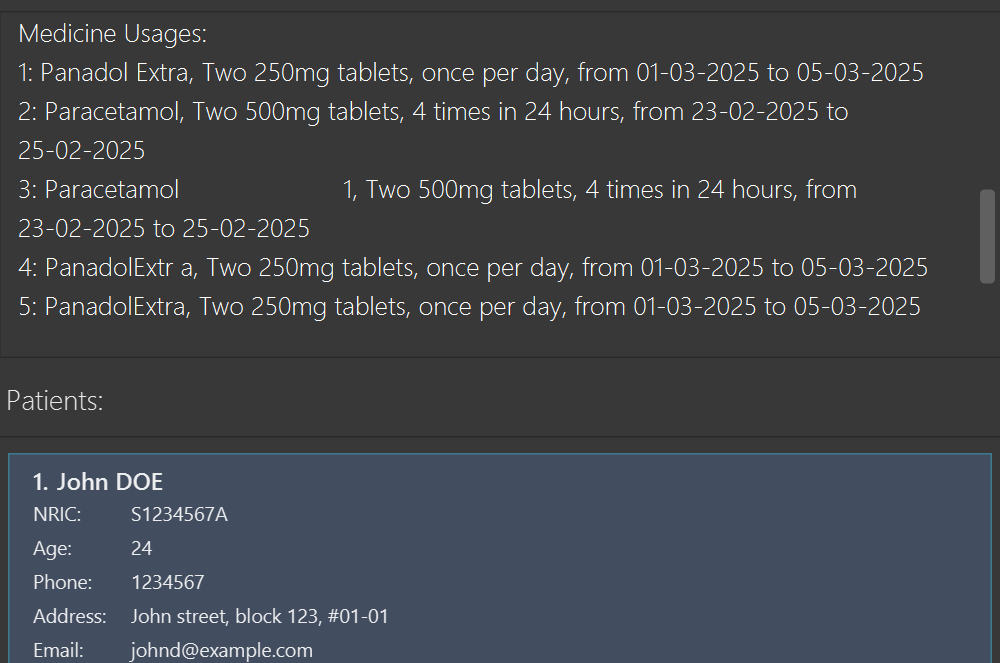 Medicine Usages:
1: Panadol Extra, Two 250mg tablets, once per day, from 01-03-2025 to 05-03-2025
2: Paracetamol, Two 500mg tablets, 4 times in 24 hours, from 23-02-2025 to
25-02-2025
3: Paracetamol                    1, Two 500mg tablets, 4 times in 24 hours, from
23-02-2025 to 25-02-2025
4: PanadolExtr a, Two 250mg tablets, once per day, from 01-03-2025 to 05-03-2025
5: PanadolExtra, Two 250mg tablets, once per day, from 01-03-2025 to 05-03-2025
Patients:
1. John DOE
NRIC: S1234567A
Age: 24
Phone: 1234567
Address: John street, block 123, #01-01
Email: johnd@example.com